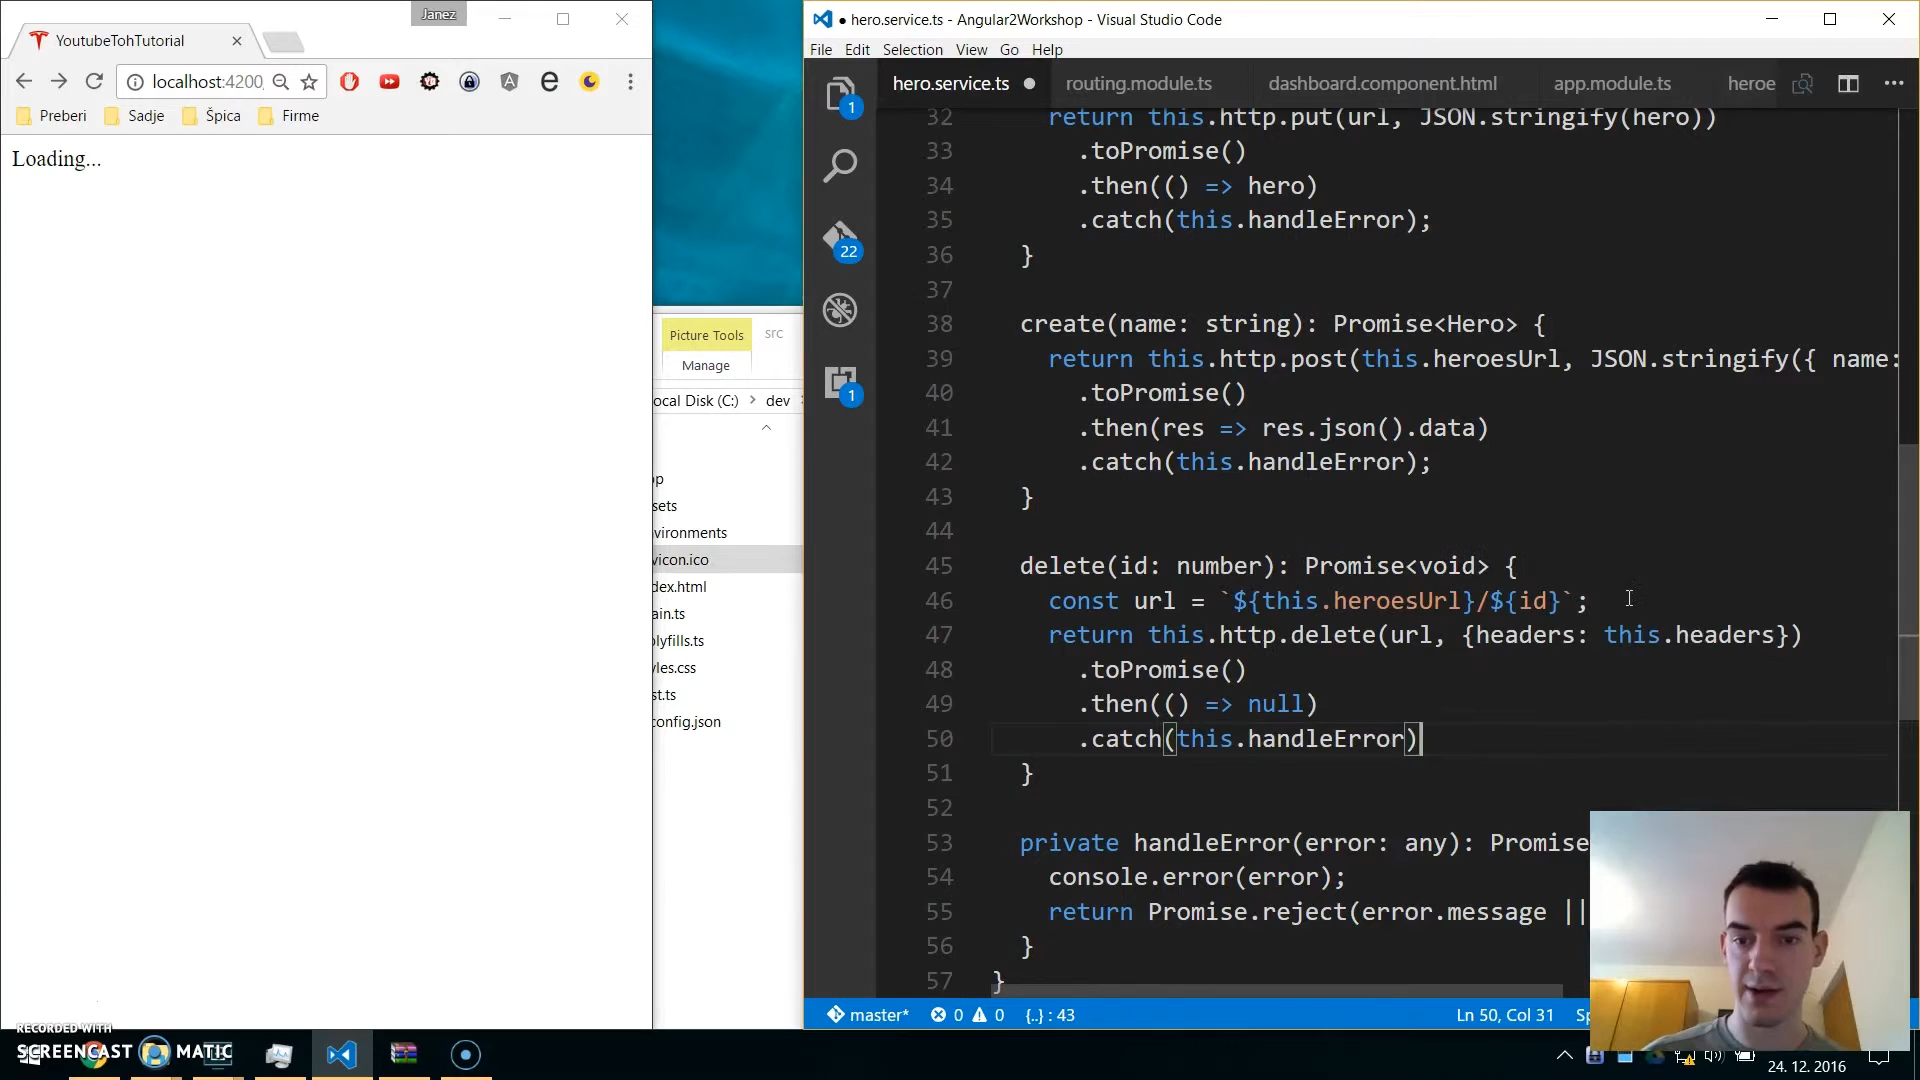 Janez
YoutubeTohTutorial
localhost:4200
Preberi
Sadje
Špica
Firme
Loading...
Picture Tools
src
Manage
ocal Disk (C:)
dev
op
sets
vironments
vicon.ico
dex.html
ain.ts
olyfills.ts
yles.css
st.ts
config.json
hero.service.ts - Angular2Workshop - Visual Studio Code
File Edit Selection View Go Help
hero.service.ts
routing.module.ts
dashboard.component.html
app.module.ts
heroe
1
22
1
32 return this.http.put(url, JSON.stringify(hero))
33 .toPromise()
34 .then(() => hero)
35 .catch(this.handleError);
36 }
37
38 create(name: string): Promise<Hero> {
39 return this.http.post(this.heroesUrl, JSON.stringify({ name:
40 .toPromise()
41 .then(res => res.json().data)
42 .catch(this.handleError);
43 }
44
45 delete(id: number): Promise<void> {
46 const url = `${this.heroesUrl}/${id}`;
47 return this.http.delete(url, {headers: this.headers})
48 .toPromise()
49 .then(() => null)
50 .catch(this.handleError)
51 }
52
53 private handleError(error: any): Promise
54 console.error(error);
55 return Promise.reject(error.message ||
56 }
57 }
master* 0 0 {..} : 43
Ln 50, Col 31
Sp
RECORDED WITH
SCREENCAST MATIC
24. 12. 2016